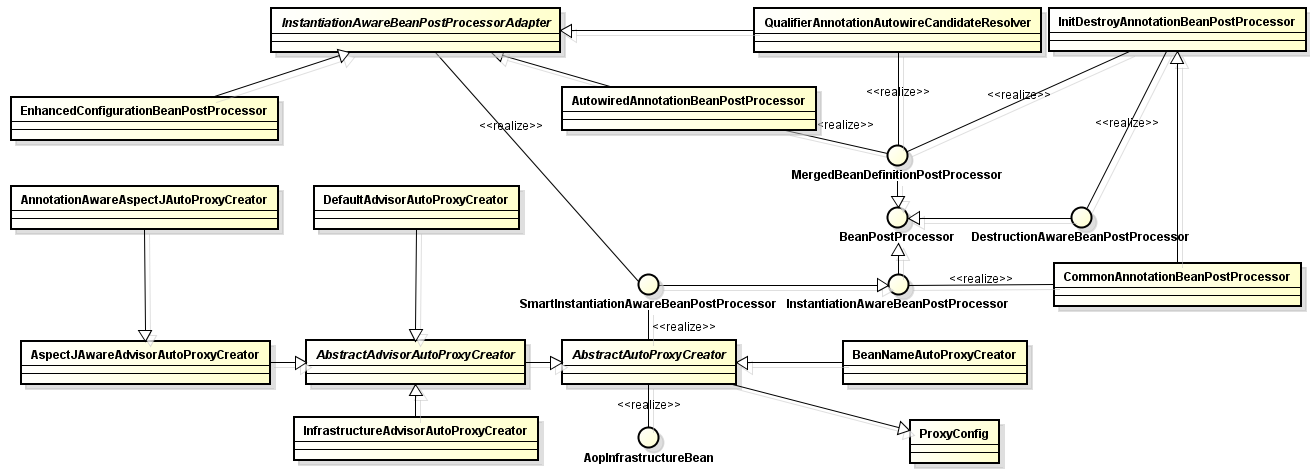 InstantiationAwareBeanPostProcessorAdapter
QualifierAnnotationAutowireCandidateResolver
InitDestroyAnnotationBeanPostProcessor
EnhancedConfigurationBeanPostProcessor
AutowiredAnnotationBeanPostProcessor
<<realize>>
<<realize>>
<<realize>>
<<realize>>
realize>>
MergedBeanDefinitionPostProcessor
AnnotationAwareAspectJAutoProxyCreator
DefaultAdvisorAutoProxyCreator
BeanPostProcessor
DestructionAwareBeanPostProcessor
<<realize>>
CommonAnnotationBeanPostProcessor
SmartInstantiationAwareBeanPostProcessor
InstantiationAwareBeanPostProcessor
<<realize>>
AspectJAwareAdvisorAutoProxyCreator
AbstractAdvisorAutoProxyCreator
AbstractAutoProxyCreator
BeanNameAutoProxyCreator
<<realize>>
InfrastructureAdvisorAutoProxyCreator
ProxyConfig
AopInfrastructureBean